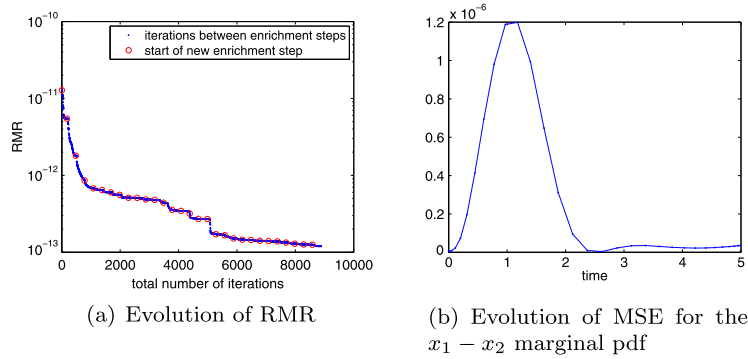 10^-10
10^-11
10^-12
10^-13
RMR
iterations between enrichment steps
start of new enrichment step
0 2000 4000 6000 8000 10000
total number of iterations
(a) Evolution of RMR
x 10^-6
1.2
1
0.8
0.6
0.4
0.2
0
0 1 2 3 4 5
time
(b) Evolution of MSE for the
x₁ − x₂ marginal pdf